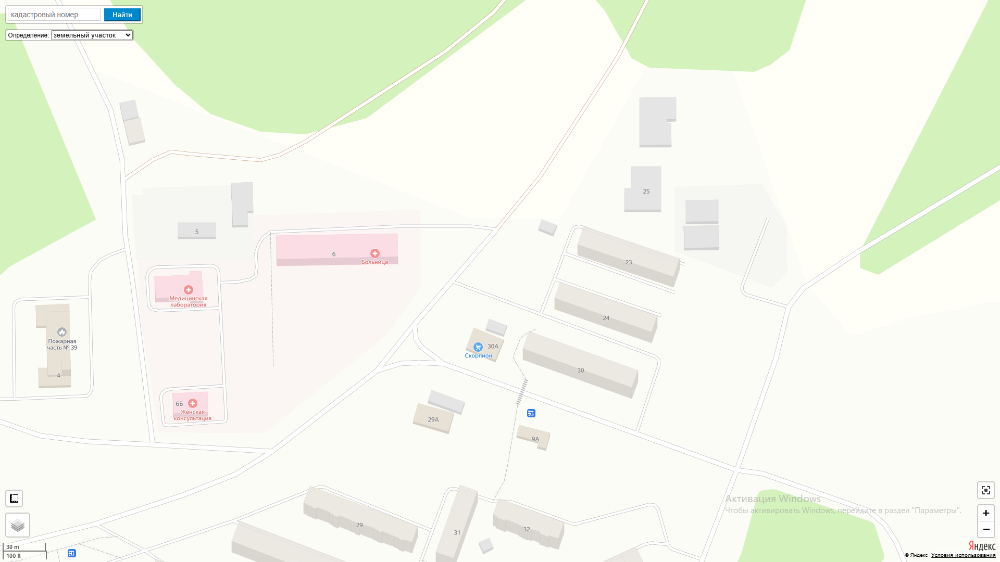 кадастровый номер
Найти
Определение: земельный участок
25
5
6
Больница
23
Медицинская
лаборатория
24
Пожарная
часть № 39
4
30А
Скорпион
30
6Б
Женская
консультация
29А
9А
29
31
32
Активация Windows
Чтобы активировать Windows, перейдите в раздел "Параметры".
+
−
30 m
100 ft
Яндекс
© Яндекс Условия использования